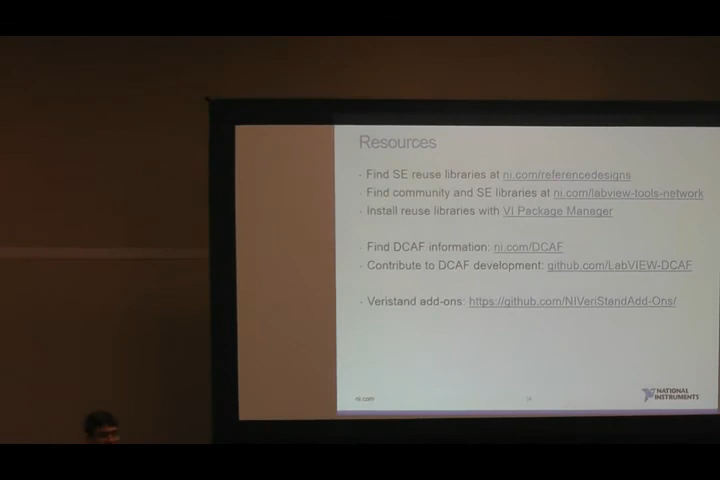 Resources
- Find SE reuse libraries at ni.com/referencedesigns
- Find community and SE libraries at ni.com/labview-tools-network
- Install reuse libraries with VI Package Manager
- Find DCAF information: ni.com/DCAF
- Contribute to DCAF development: github.com/LabVIEW-DCAF
- Veristand add-ons: https://github.com/NIVeriStandAdd-Ons/
ni.com
NATIONAL
INSTRUMENTS